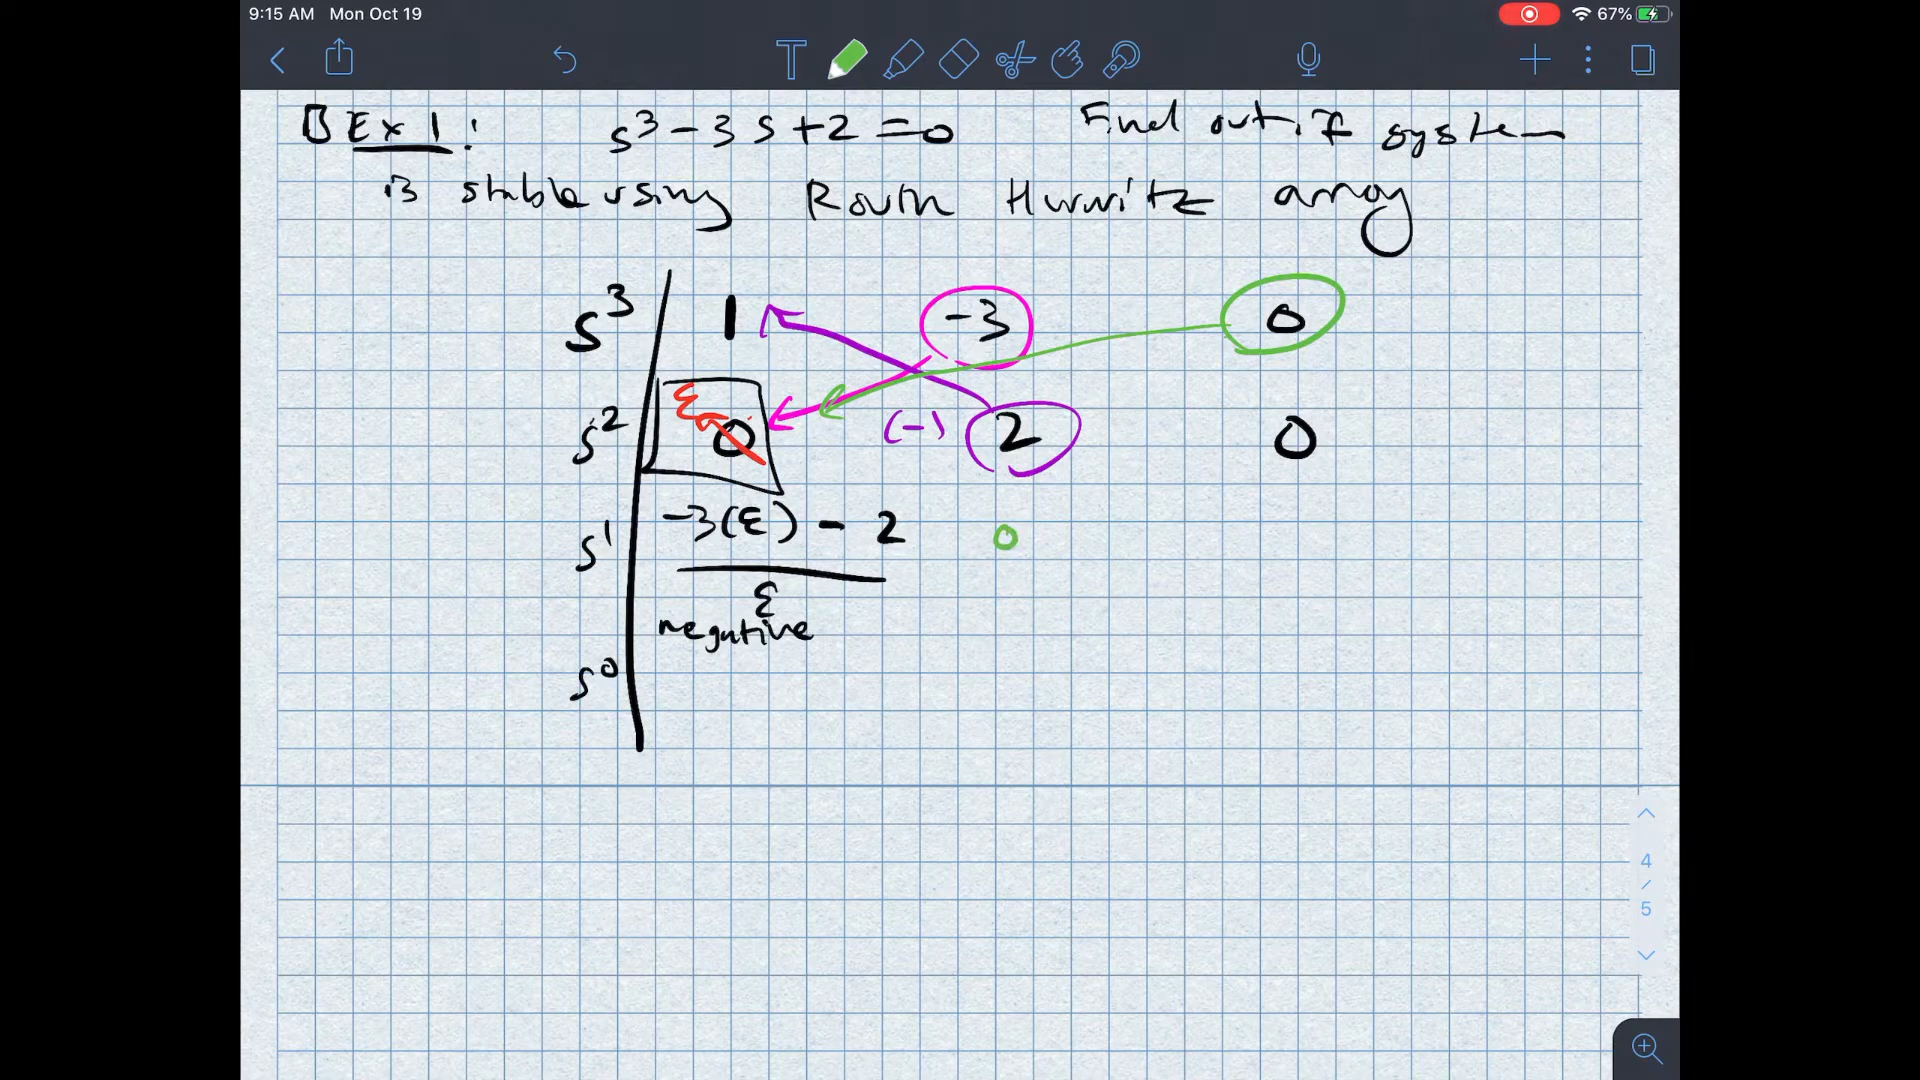 9:15 AM Mon Oct 19
67%
T
Ex 1: s³ - 3s + 2 = 0 Find out if system
is stable using Routh Hurwitz array
s³ 1 -3 0
s² ε 0 (-) 2 0
s¹ -3(ε) - 2 0
ε
negative
s⁰
4
/
5